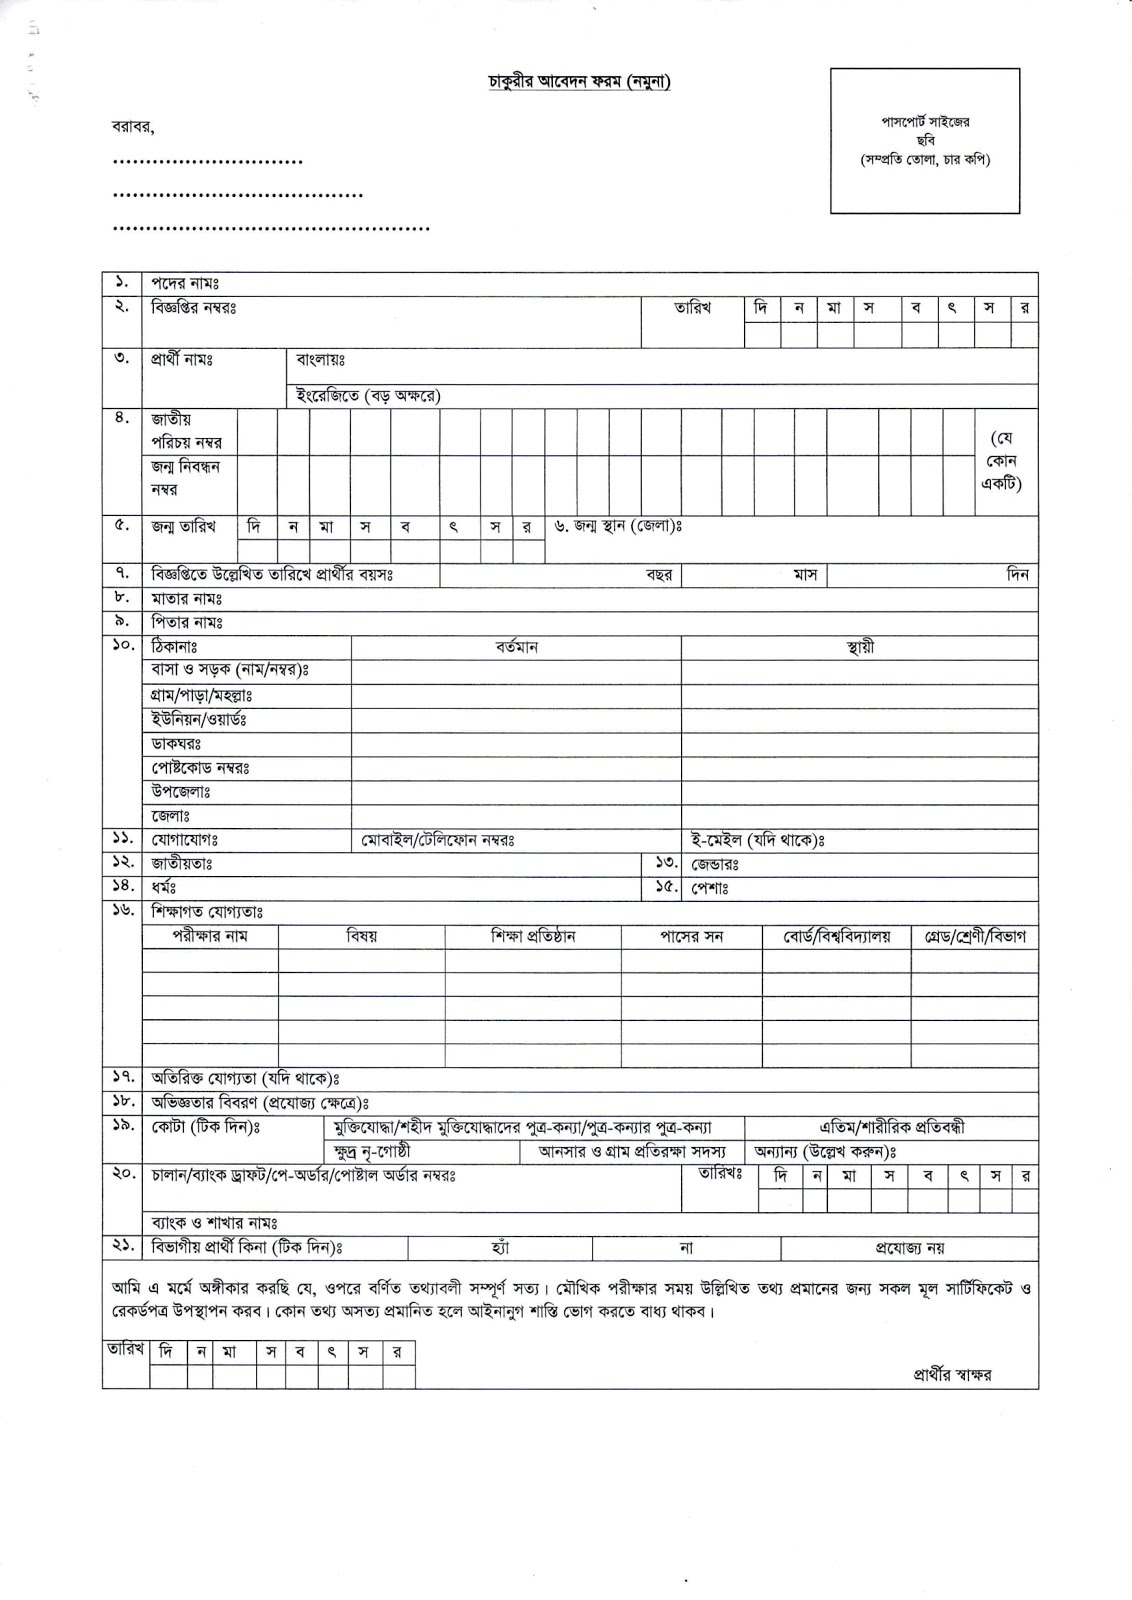 চাকুরীর আবেদন ফরম (নমুনা)
পাসপোর্ট সাইজের
ছবি
(সম্প্রতি তোলা, চার কপি)
বরাবর,
..............................
.......................................
.................................................
১. পদের নামঃ
২. বিজ্ঞপ্তির নম্বরঃ তারিখ দি ন মা স ব ৎ স র
৩. প্রার্থী নামঃ বাংলায়ঃ
ইংরেজিতে (বড় অক্ষরে)
৪. জাতীয়
পরিচয় নম্বর
জন্ম নিবন্ধন
নম্বর
(যে
কোন
একটি)
৫. জন্ম তারিখ দি ন মা স ব ৎ স র ৬. জন্ম স্থান (জেলা)ঃ
৭. বিজ্ঞপ্তিতে উল্লেখিত তারিখে প্রার্থীর বয়সঃ বছর মাস দিন
৮. মাতার নামঃ
৯. পিতার নামঃ
১০. ঠিকানাঃ বর্তমান স্থায়ী
বাসা ও সড়ক (নাম/নম্বর)ঃ
গ্রাম/পাড়া/মহল্লাঃ
ইউনিয়ন/ওয়ার্ডঃ
ডাকঘরঃ
পোষ্টকোড নম্বরঃ
উপজেলাঃ
জেলাঃ
১১. যোগাযোগঃ মোবাইল/টেলিফোন নম্বরঃ ই-মেইল (যদি থাকে)ঃ
১২. জাতীয়তাঃ ১৩. জেন্ডারঃ
১৪. ধর্মঃ ১৫. পেশাঃ
১৬. শিক্ষাগত যোগ্যতাঃ
পরীক্ষার নাম বিষয় শিক্ষা প্রতিষ্ঠান পাসের সন বোর্ড/বিশ্ববিদ্যালয় গ্রেড/শ্রেণী/বিভাগ
১৭. অতিরিক্ত যোগ্যতা (যদি থাকে)ঃ
১৮. অভিজ্ঞতার বিবরণ (প্রযোজ্য ক্ষেত্রে)ঃ
১৯. কোটা (টিক দিন)ঃ মুক্তিযোদ্ধা/শহীদ মুক্তিযোদ্ধাদের পুত্র-কন্যা/পুত্র-কন্যার পুত্র-কন্যা এতিম/শারীরিক প্রতিবন্ধী
ক্ষুদ্র নৃ-গোষ্ঠী আনসার ও গ্রাম প্রতিরক্ষা সদস্য অন্যান্য (উল্লেখ করুন)ঃ
২০. চালান/ব্যাংক ড্রাফট/পে-অর্ডার/পোষ্টাল অর্ডার নম্বরঃ তারিখঃ দি ন মা স ব ৎ স র
ব্যাংক ও শাখার নামঃ
২১. বিভাগীয় প্রার্থী কিনা (টিক দিন)ঃ হ্যাঁ না প্রযোজ্য নয়
আমি এ মর্মে অঙ্গীকার করছি যে, ওপরে বর্ণিত তথ্যাবলী সম্পূর্ণ সত্য। মৌখিক পরীক্ষার সময় উল্লিখিত তথ্য প্রমানের জন্য সকল মূল সার্টিফিকেট ও
রেকর্ডপত্র উপস্থাপন করব। কোন তথ্য অসত্য প্রমানিত হলে আইনানুগ শাস্তি ভোগ করতে বাধ্য থাকব।
তারিখ দি ন মা স ব ৎ স র
প্রার্থীর স্বাক্ষর